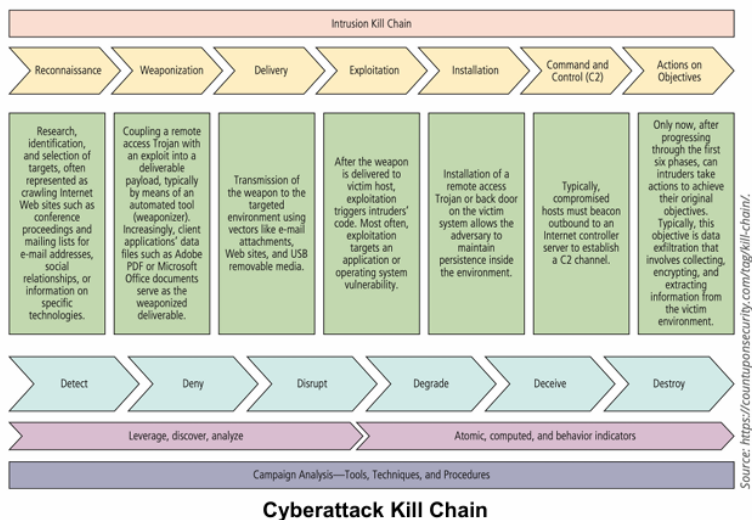 Intrusion Kill Chain
Reconnaissance
Weaponization
Delivery
Exploitation
Installation
Command and
Control (C2)
Actions on
Objectives
Research,
identification,
and selection of
targets, often
represented as
crawling Internet
Web sites such as
conference
proceedings and
mailing lists for
e-mail addresses,
social
relationships, or
information on
specific
technologies.
Coupling a remote
access Trojan with
an exploit into a
deliverable
payload, typically
by means of an
automated tool
(weaponizer).
Increasingly, client
applications' data
files such as Adobe
PDF or Microsoft
Office documents
serve as the
weaponized
deliverable.
Transmission
of the weapon to the
targeted
environment using
vectors like e-mail
attachments,
Web sites, and USB
removable media.
After the weapon
is delivered to
victim host,
exploitation
triggers intruders'
code. Most often,
exploitation
targets an
application or
operating system
vulnerability.
Installation of a
remote access
Trojan or back door
on the victim
system allows the
adversary to
maintain
persistence inside
the environment.
Typically,
compromised
hosts must beacon
outbound to an
Internet controller
server to establish
a C2 channel.
Only now, after
progressing
through the first
six phases, can
intruders take
actions to achieve
their original
objectives.
Typically, this
objective is data
exfiltration that
involves collecting,
encrypting, and
extracting
information from
the victim
environment.
Detect
Deny
Disrupt
Degrade
Deceive
Destroy
Leverage, discover, analyze
Atomic, computed, and behavior indicators
Campaign Analysis—Tools, Techniques, and Procedures
Source: https://countuponsecurity.com/tag/kill-chain/.
Cyberattack Kill Chain